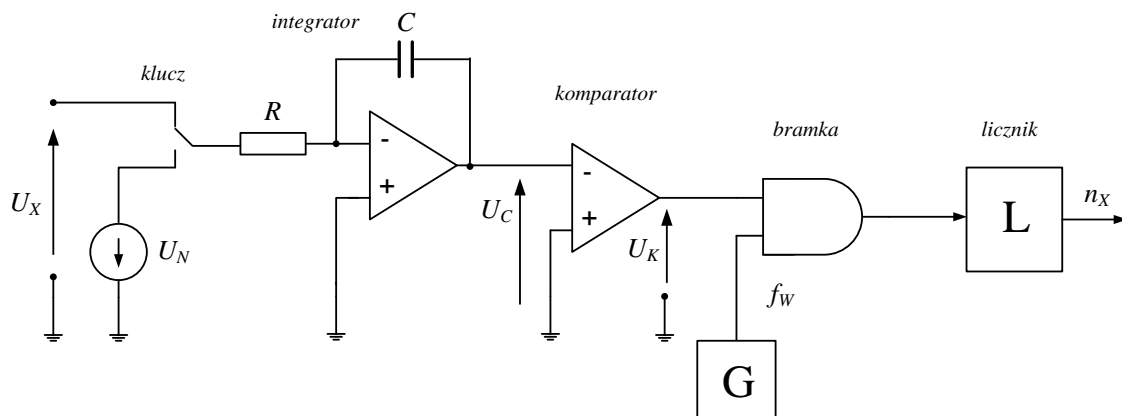 integrator
C
klucz
R
komparator
bramka
licznik
-
+
-
+
U_X
U_N
U_C
U_K
f_W
L
n_X
G